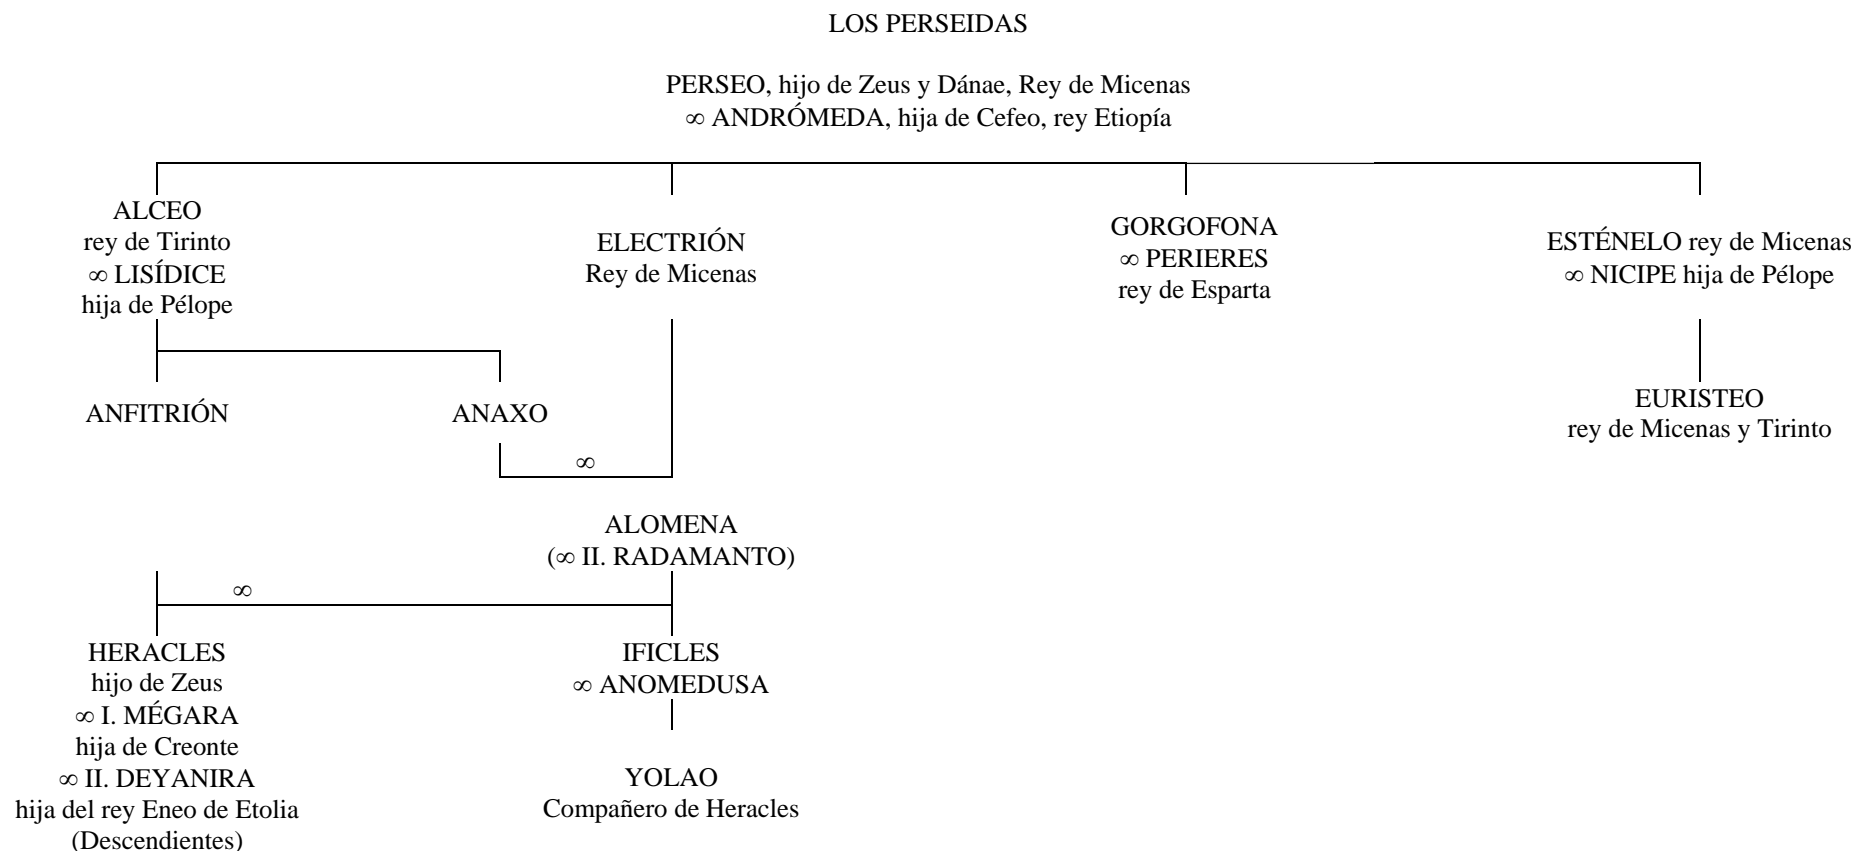 LOS PERSEIDAS
PERSEO, hijo de Zeus y Dánae, Rey de Micenas
∞ ANDRÓMEDA, hija de Cefeo, rey Etiopía
ALCEO
rey de Tirinto
∞ LISÍDICE
hija de Pélope
ELECTRIÓN
Rey de Micenas
GORGOFONA
∞ PERIERES
rey de Esparta
ESTÉNELO rey de Micenas
∞ NICIPE hija de Pélope
ANFITRIÓN
ANAXO
EURISTEO
rey de Micenas y Tirinto
∞
ALOMENA
(∞ II. RADAMANTO)
∞
HERACLES
hijo de Zeus
∞ I. MÉGARA
hija de Creonte
∞ II. DEYANIRA
hija del rey Eneo de Etolia
(Descendientes)
IFICLES
∞ ANOMEDUSA
YOLAO
Compañero de Heracles